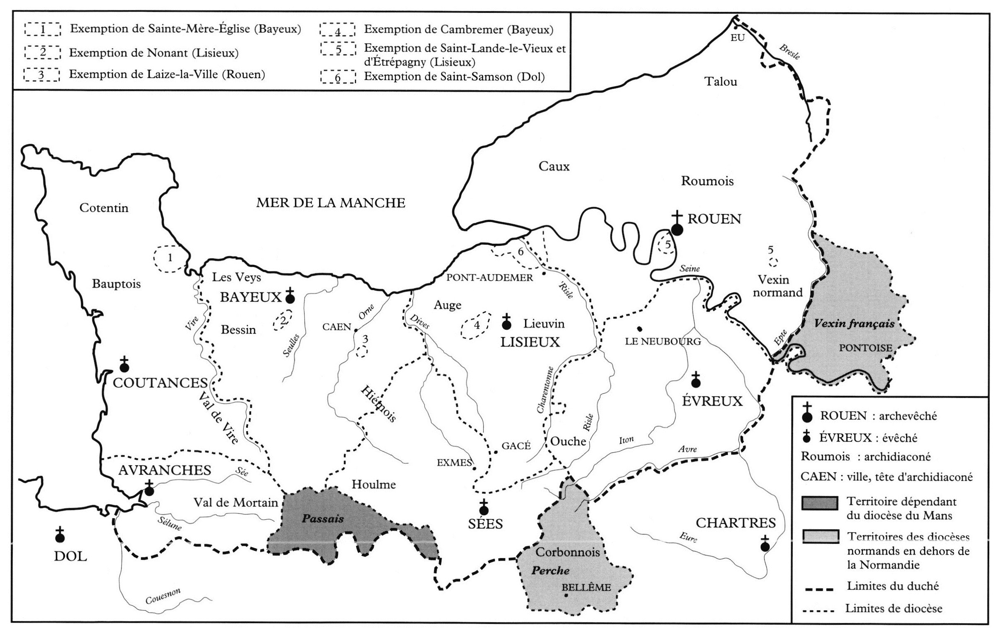 1 Exemption de Sainte-Mère-Église (Bayeux)
2 Exemption de Nonant (Lisieux)
3 Exemption de Laize-la-Ville (Rouen)
4 Exemption de Cambremer (Bayeux)
5 Exemption de Saint-Lande-le-Vieux et
d'Étrépagny (Lisieux)
6 Exemption de Saint-Samson (Dol)
EU
Bresle
Talou
Caux
Roumois
Cotentin
MER DE LA MANCHE
ROUEN
5
5
1
6
Seine
Les Veys
PONT-AUDEMER
Vexin
normand
Bauptois
BAYEUX
'Risle
Auge
Orne
Vire
2
Dives
4
Lieuvin
Vexin français
Bessin
CAEN
3
LISIEUX
LE NEUBOURG
Epte
PONTOISE
Seulles
COUTANCES
Charentonne
Hiémois
ÉVREUX
Val de Vire
Risle
Ouche
Iton
Avre
GACÉ
EXMES
AVRANCHES
Sée
Houlme
Val de Mortain
Passais
Sélune
SÉES
CHARTRES
Eure
DOL
Corbonnois
Perche
BELLÊME
Couesnon
ROUEN : archevêché
ÉVREUX : évêché
Roumois : archidiaconé
CAEN : ville, tête d'archidiaconé
Territoire dépendant
du diocèse du Mans
Territoires des diocèses
normands en dehors de
la Normandie
Limites du duché
Limites de diocèse